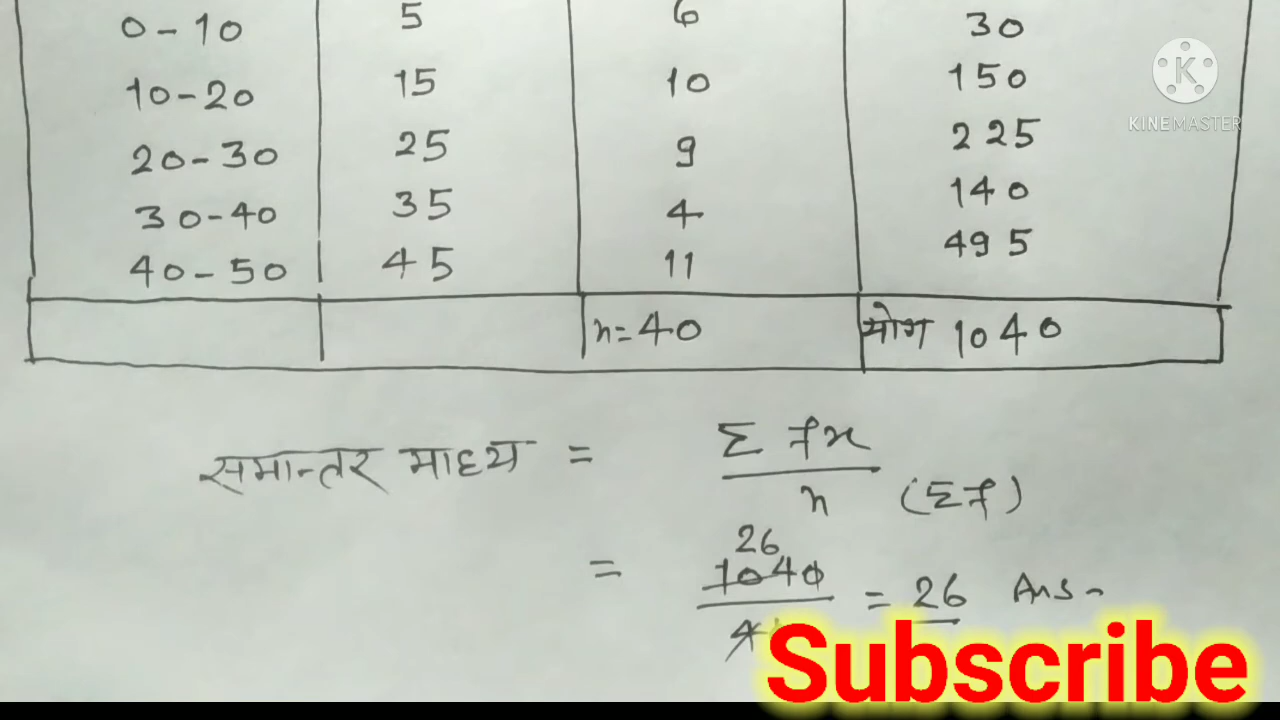 0-10 5 6 30
10-20 15 10 150
20-30 25 9 225
30-40 35 4 140
40-50 45 11 495
n=40 योग 1040
समान्तर माध्य = Σfx / n (Σf)
26
= 1040 / 40 = 26 Ans-
KINEMASTER
Subscribe